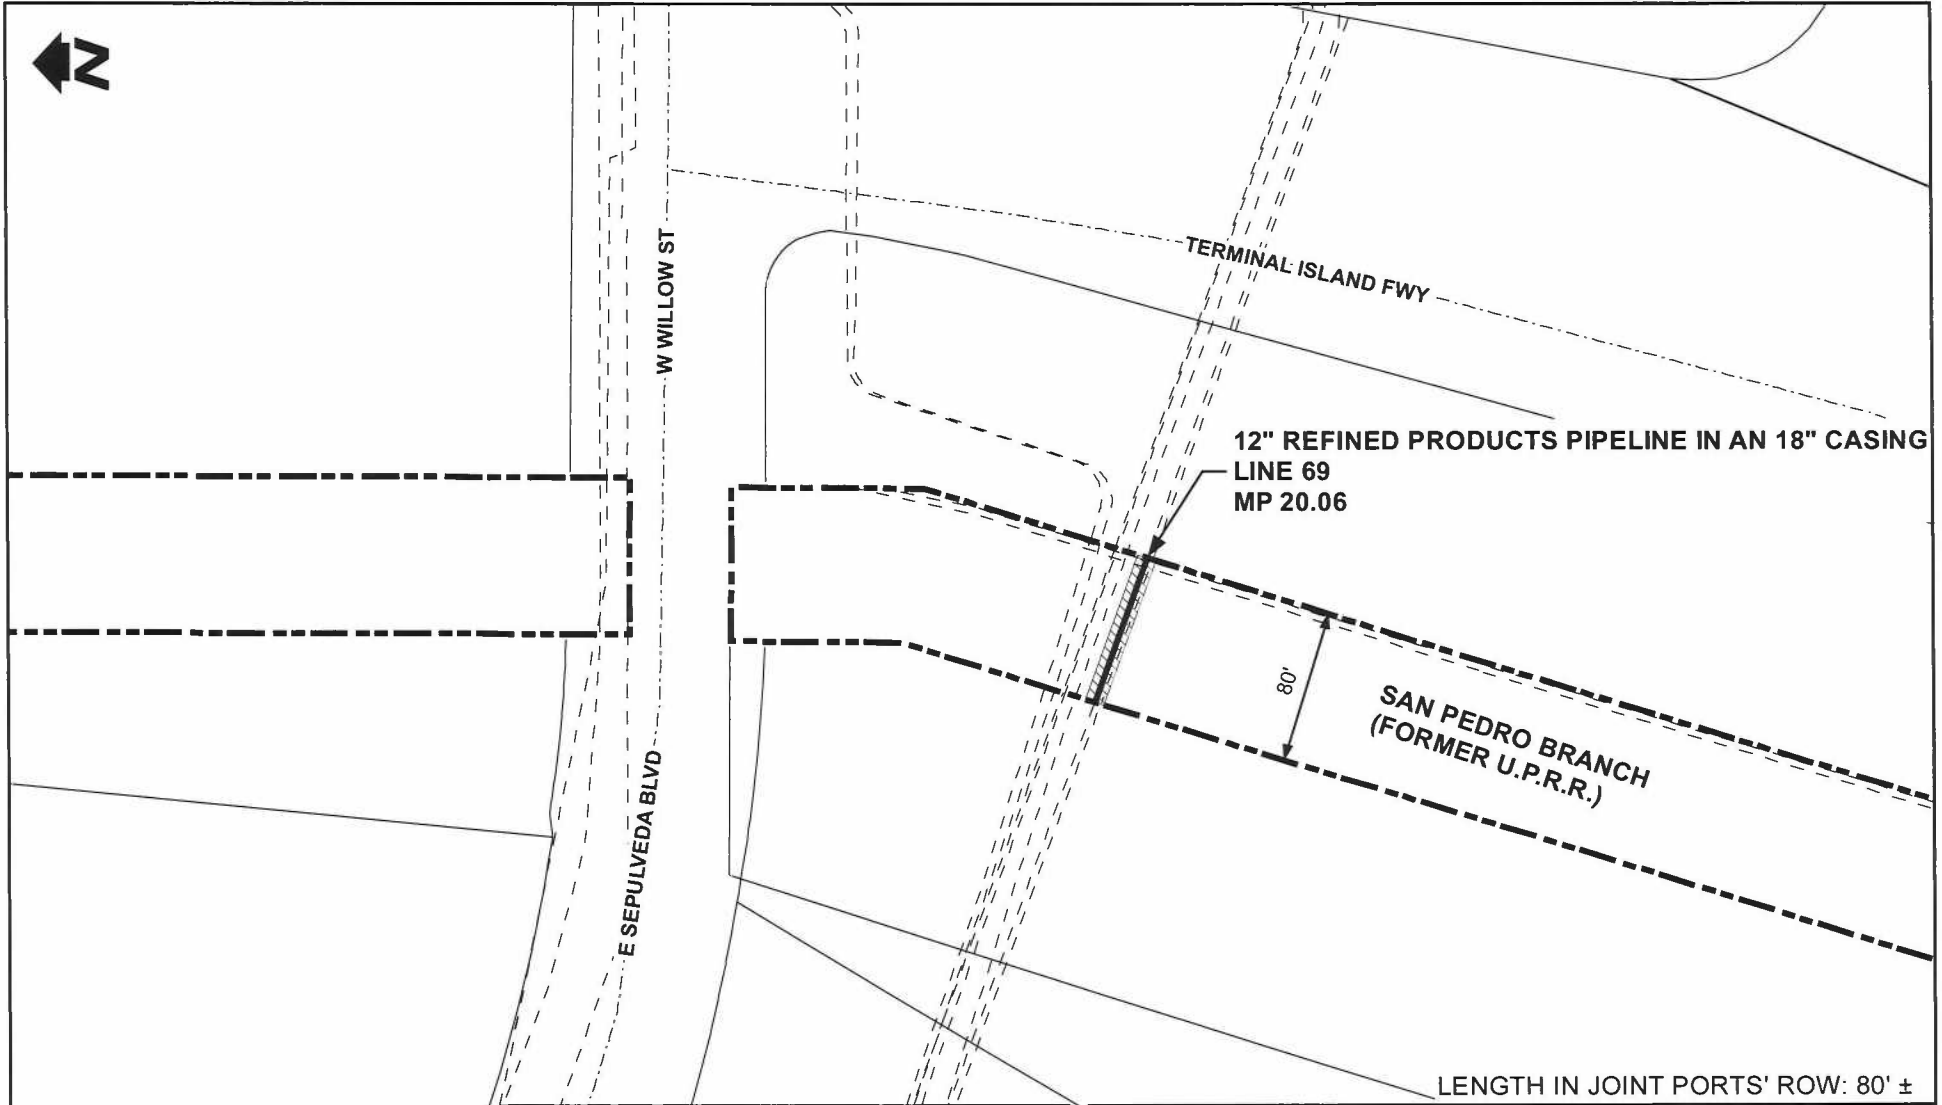 N
W WILLOW ST
TERMINAL ISLAND FWY
12" REFINED PRODUCTS PIPELINE IN AN 18" CASING
LINE 69
MP 20.06
80'
SAN PEDRO BRANCH
(FORMER U.P.R.R.)
E SEPULVEDA BLVD
LENGTH IN JOINT PORTS' ROW: 80' ±